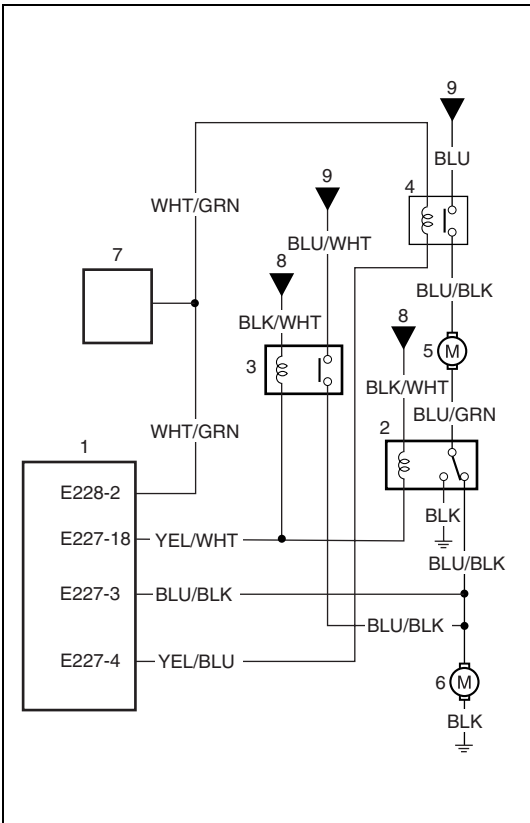 9
BLU
4
9
WHT/GRN
7
BLU/WHT
8
BLU/BLK
8
BLK/WHT
5 M
3
BLK/WHT
BLU/GRN
2
WHT/GRN
1
E228-2
BLK
E227-18 YEL/WHT
BLU/BLK
E227-3 BLU/BLK
BLU/BLK
E227-4 YEL/BLU
6 M
BLK